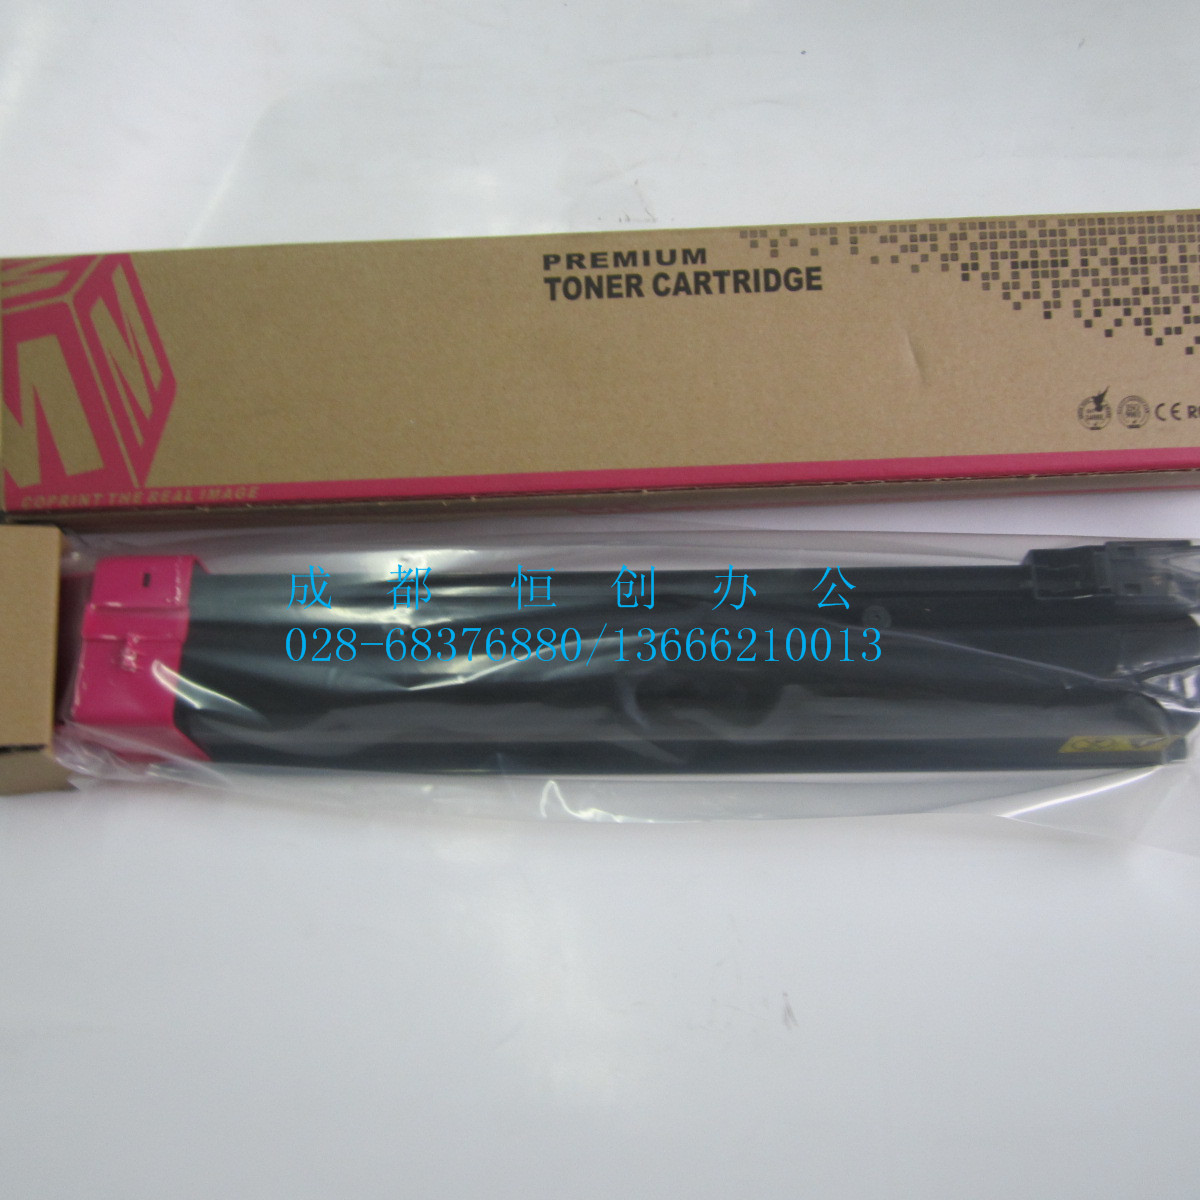 PREMIUM
TONER CARTRIDGE
M
M
M
CE
COPRINT THE REAL IMAGE
成都恒创办公
028-68376880/13666210013